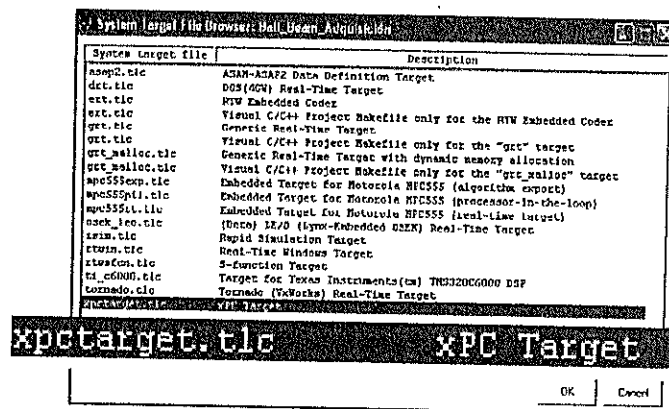 System Target File Browser: Ball_Beam_Adquisición
System target file Description
asap2.tlc ASAM-ASAP2 Data Definition Target
drt.tlc DOS(4GW) Real-Time Target
ert.tlc RTW Embedded Coder
ert.tlc Visual C/C++ Project Makefile only for the RTW Embedded Coder
grt.tlc Generic Real-Time Target
grt.tlc Visual C/C++ Project Makefile only for the "grt" target
grt_malloc.tlc Generic Real-Time Target with dynamic memory allocation
grt_malloc.tlc Visual C/C++ Project Makefile only for the "grt_malloc" target
mpc555exp.tlc Embedded Target for Motorola MPC555 (algorithm export)
mpc555pil.tlc Embedded Target for Motorola MPC555 (processor-in-the-loop)
mpc555rt.tlc Embedded Target for Motorola MPC555 (real-time target)
osek_leo.tlc (Beta) LE/O (Lynx-Embedded OSEK) Real-Time Target
rsim.tlc Rapid Simulation Target
rtwin.tlc Real-Time Windows Target
rtwsfcn.tlc S-function Target
ti_c6000.tlc Target for Texas Instruments(tm) TMS320C6000 DSP
tornado.tlc Tornado (VxWorks) Real-Time Target
xpctarget.tlc xPC Target
xpctarget.tlc xPC Target
OK Cancel